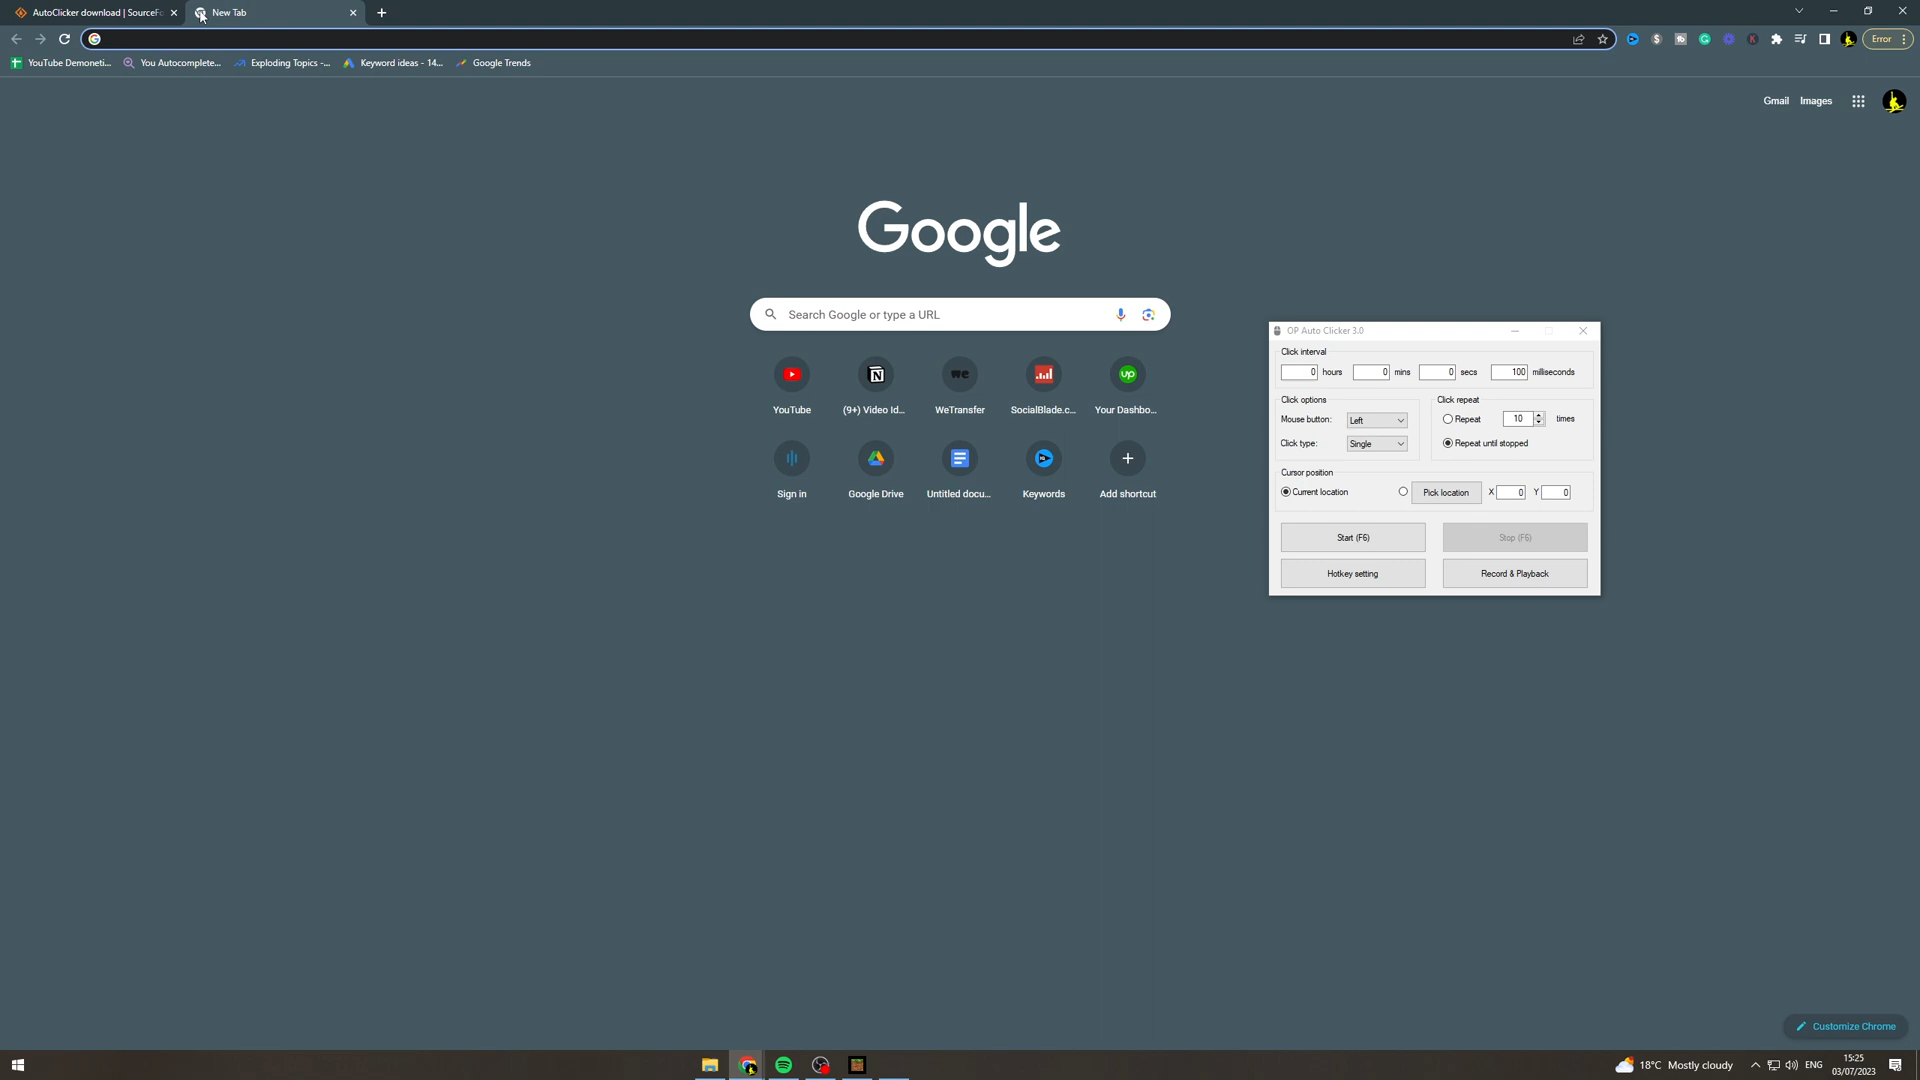 AutoClicker download | SourceFo
New Tab
Error
YouTube Demoneti...
You Autocomplete...
Exploding Topics -...
Keyword ideas - 14...
Google Trends
Gmail
Images
Google
Search Google or type a URL
YouTube
(9+) Video Id...
WeTransfer
SocialBlade.c...
Your Dashbo...
Sign in
Google Drive
Untitled docu...
Keywords
Add shortcut
OP Auto Clicker 3.0
Click interval
0 hours 0 mins 0 secs 100 milliseconds
Click options
Mouse button: Left
Click type: Single
Click repeat
Repeat 10 times
Repeat until stopped
Cursor position
Current location Pick location X 0 Y 0
Start (F6) Stop (F6)
Hotkey setting Record & Playback
Customize Chrome
18°C Mostly cloudy
ENG
15:25
03/07/2023